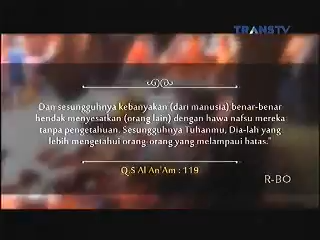 TRANSTV
Dan sesungguhnya kebanyakan (dari manusia) benar-benar
hendak menyesatkan (orang lain) dengan hawa nafsu mereka
tanpa pengetahuan. Sesungguhnya Tuhanmu, Dia-lah yang
lebih mengetahui orang-orang yang melampaui batas."
Q.S Al An'Am : 119
R-BO